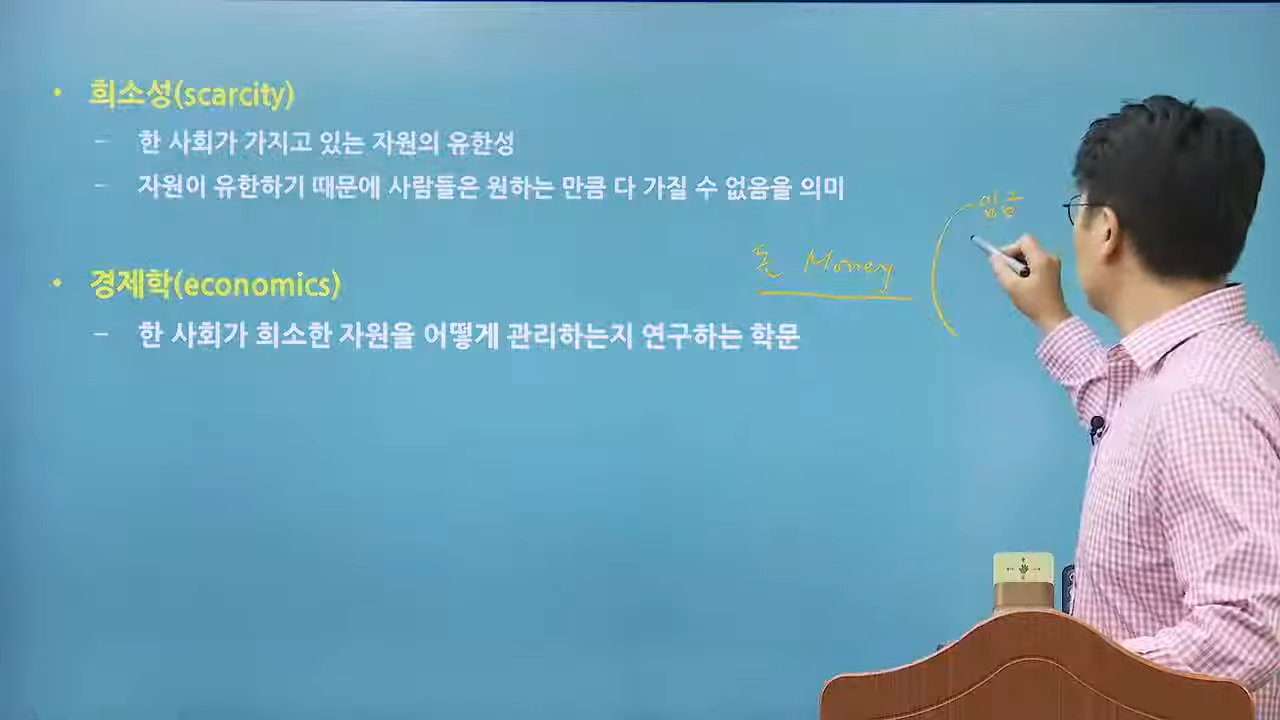 • 희소성(scarcity)
– 한 사회가 가지고 있는 자원의 유한성
– 자원이 유한하기 때문에 사람들은 원하는 만큼 다 가질 수 없음을 의미
임금
돈 Money
• 경제학(economics)
– 한 사회가 희소한 자원을 어떻게 관리하는지 연구하는 학문